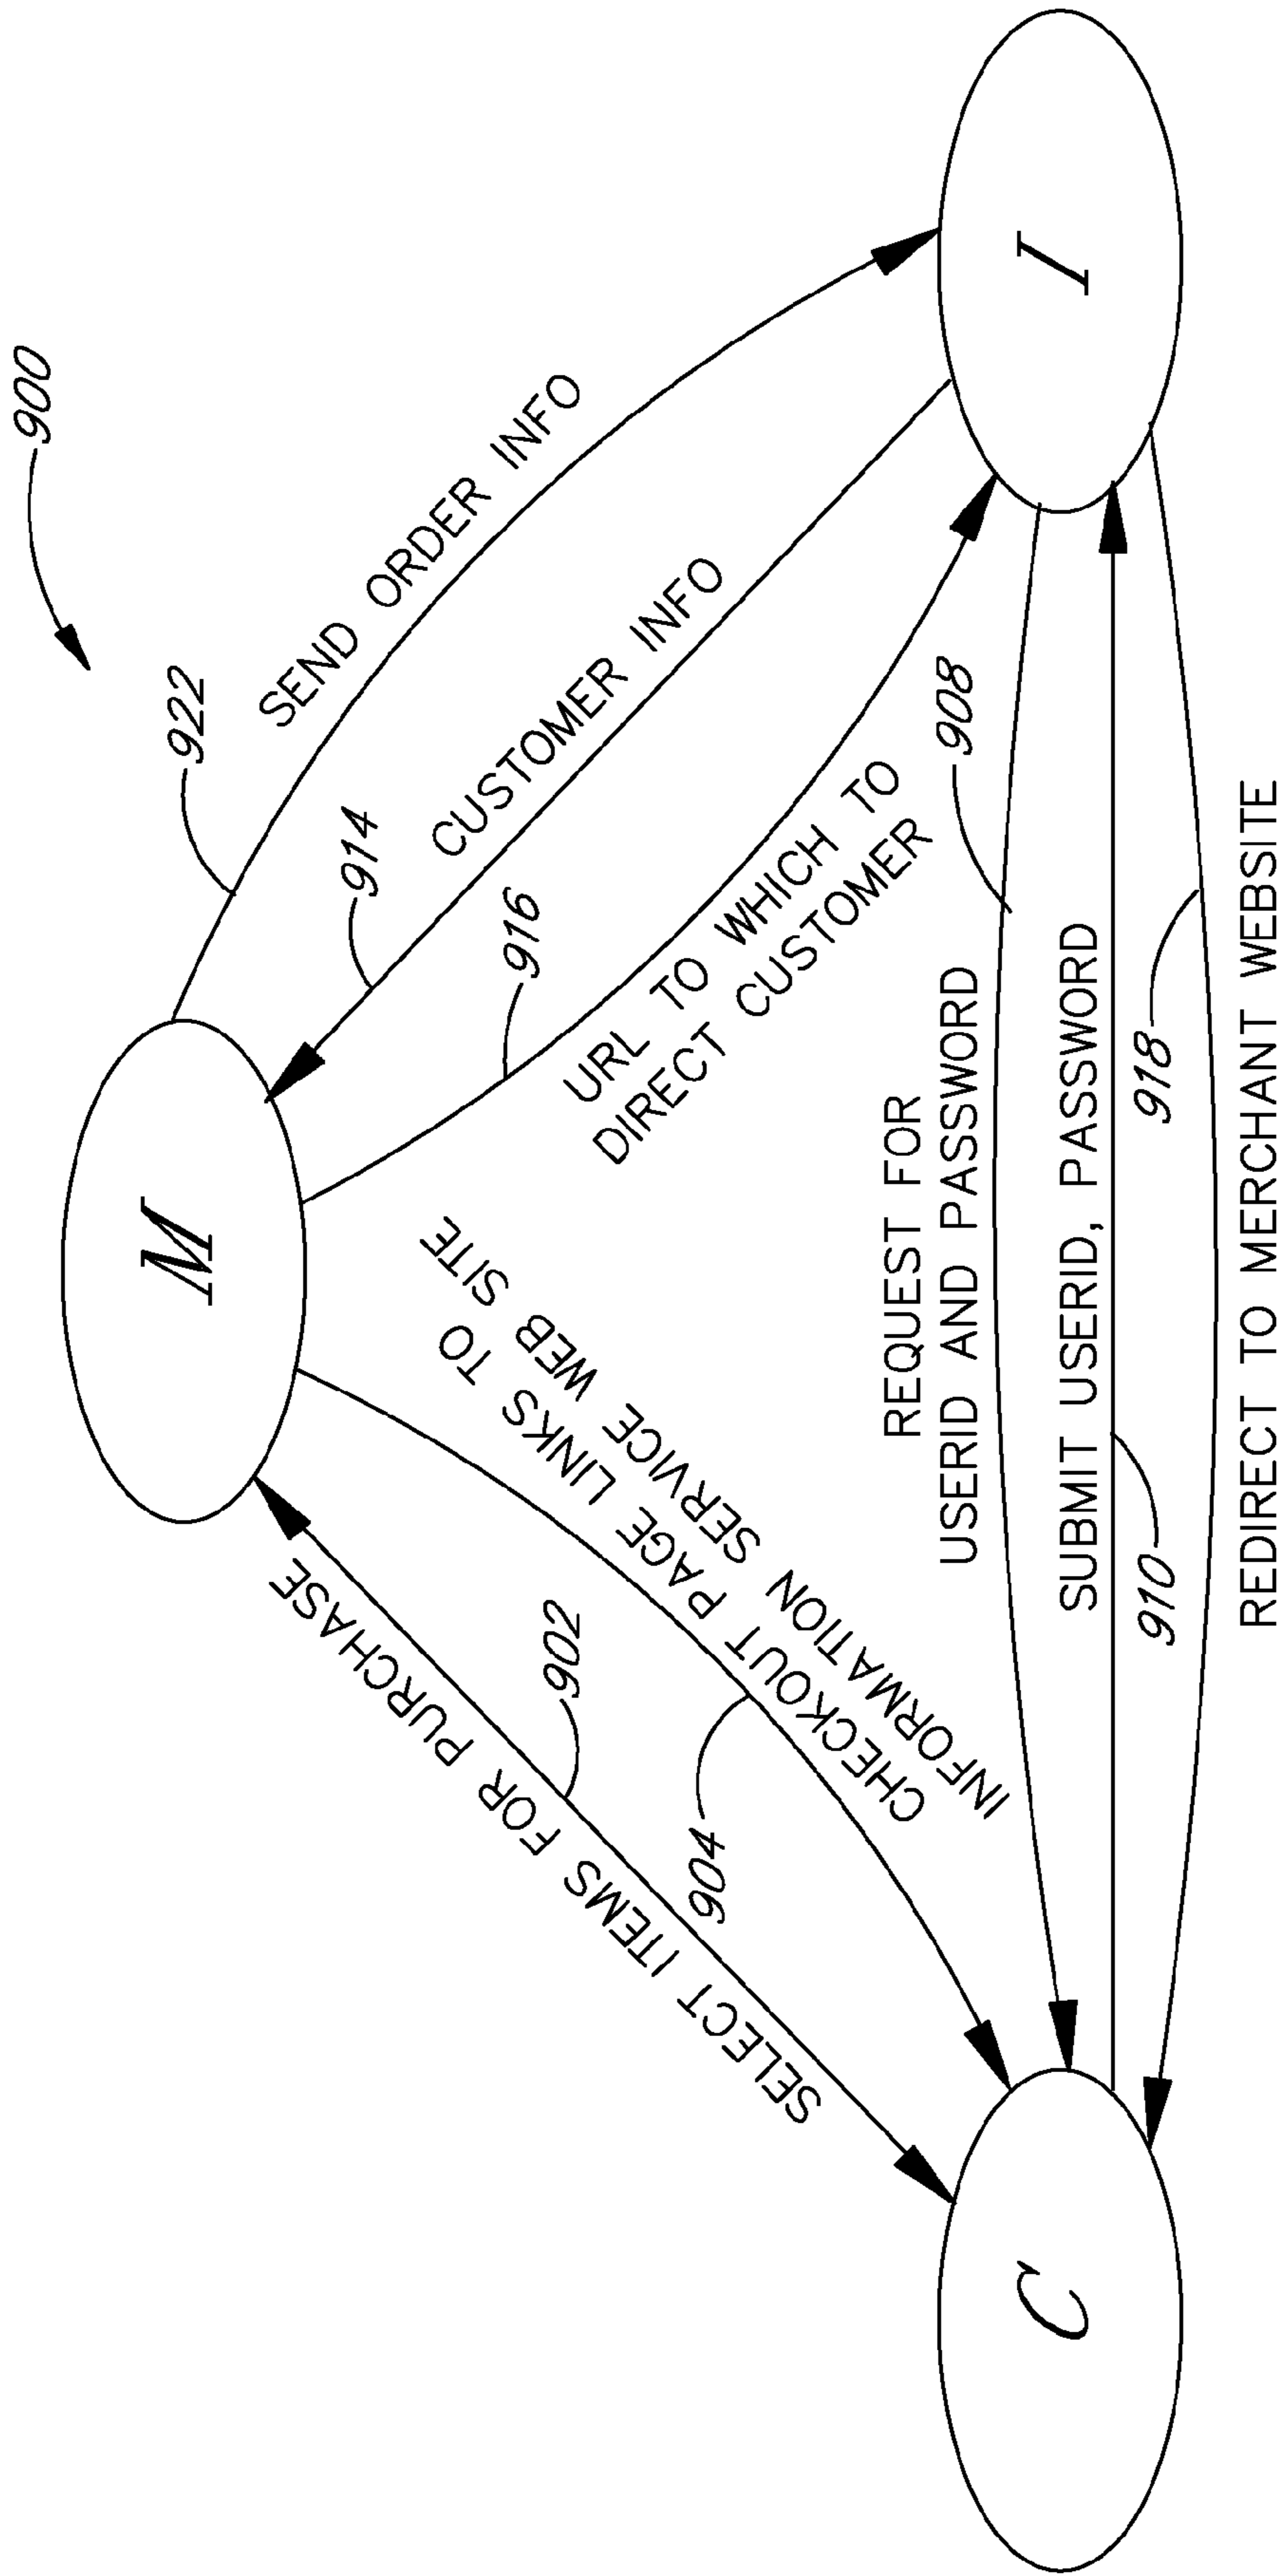 900
M
922
SEND ORDER INFO
914
CUSTOMER INFO
916
URL TO WHICH TO
DIRECT CUSTOMER
SELECT ITEMS FOR PURCHASE
902
904
CHECKOUT PAGE LINKS TO
INFORMATION SERVICE WEB SITE
C
I
REQUEST FOR
USERID AND PASSWORD
908
SUBMIT USERID, PASSWORD
910
918
REDIRECT TO MERCHANT WEBSITE